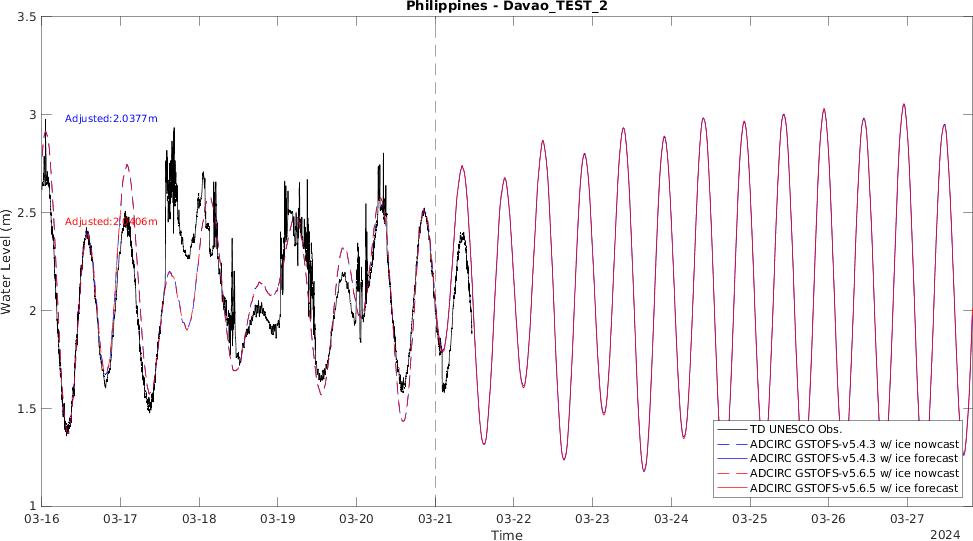 Philippines - Davao_TEST_2
Water Level (m)
3.5
3
2.5
2
1.5
1
Adjusted:2.0377m
Adjusted:2.0406m
03-16 03-17 03-18 03-19 03-20 03-21 03-22 03-23 03-24 03-25 03-26 03-27
2024
Time
TD UNESCO Obs.
ADCIRC GSTOFS-v5.4.3 w/ ice nowcast
ADCIRC GSTOFS-v5.4.3 w/ ice forecast
ADCIRC GSTOFS-v5.6.5 w/ ice nowcast
ADCIRC GSTOFS-v5.6.5 w/ ice forecast